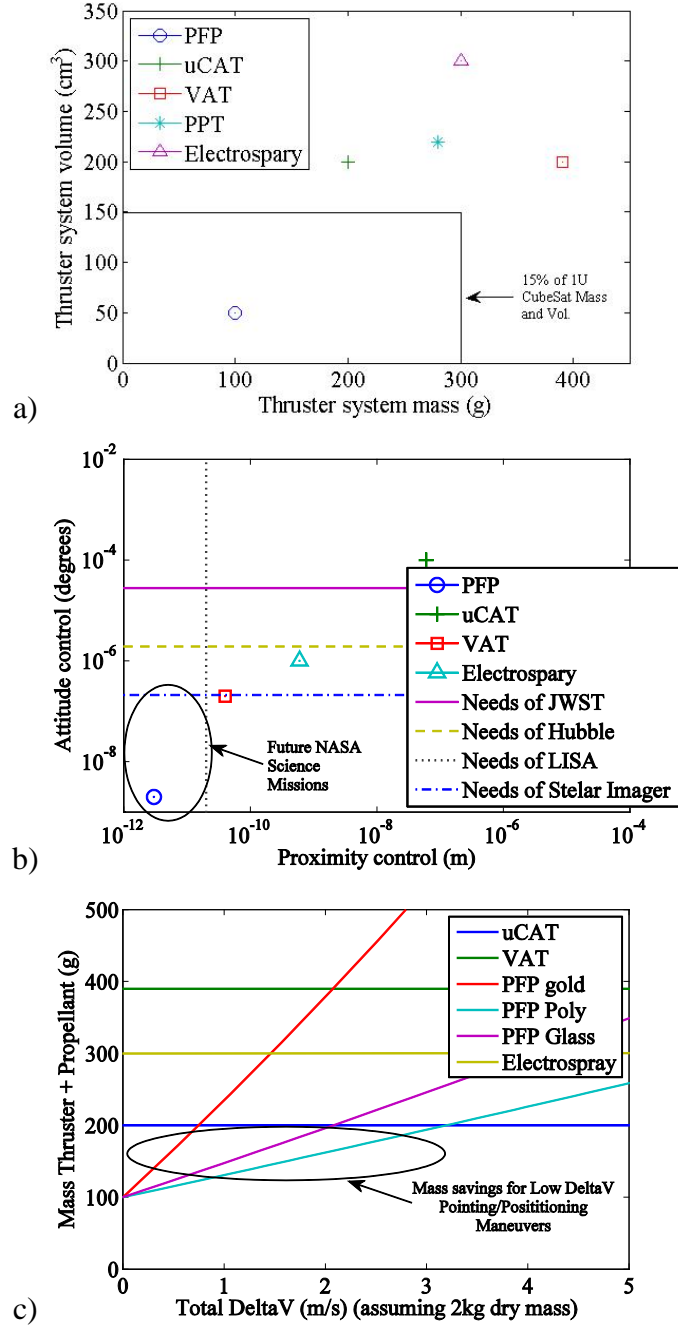 350
300
250
200
150
100
50
0
Thruster system volume (cm³)
PFP
uCAT
VAT
PPT
Electrospary
15% of 1U
CubeSat Mass
and Vol.
0
100
200
300
400
Thruster system mass (g)
a)
10⁻²
10⁻⁴
10⁻⁶
10⁻⁸
Attitude control (degrees)
PFP
uCAT
VAT
Electrospary
Needs of JWST
Needs of Hubble
Needs of LISA
Needs of Stelar Imager
Future NASA
Science
Missions
10⁻¹²
10⁻¹⁰
10⁻⁸
10⁻⁶
10⁻⁴
Proximity control (m)
b)
500
400
300
200
100
0
Mass Thruster + Propellant (g)
uCAT
VAT
PFP gold
PFP Poly
PFP Glass
Electrospray
Mass savings for Low DeltaV
Pointing/Posititioning
Maneuvers
0
1
2
3
4
5
Total DeltaV (m/s) (assuming 2kg dry mass)
c)